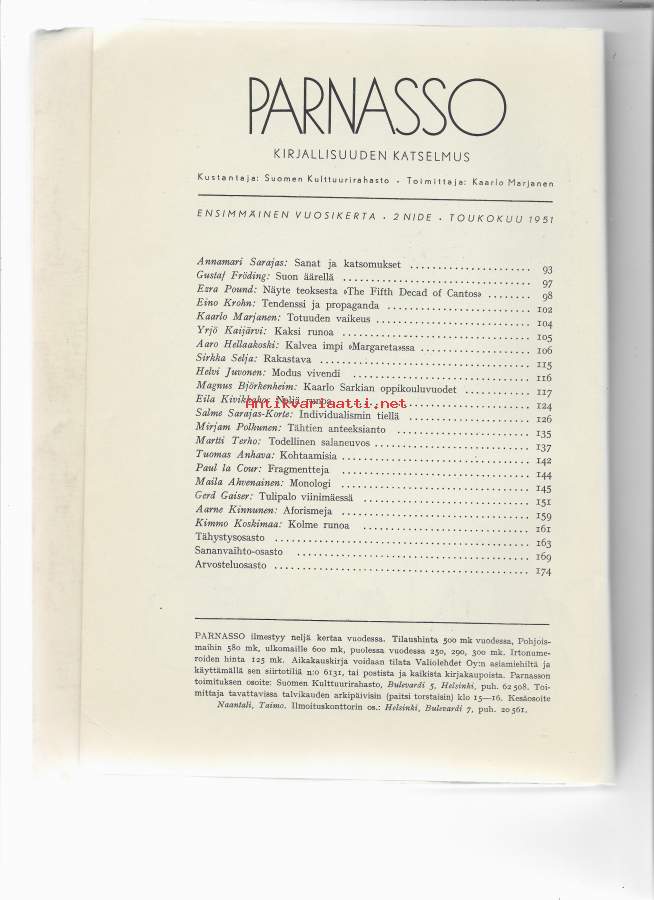 PARNASSO
KIRJALLISUUDEN KATSELMUS
Kustantaja: Suomen Kulttuurirahasto • Toimittaja: Kaarlo Marjanen
ENSIMMÄINEN VUOSIKERTA • 2 NIDE • TOUKOKUU 1951
Annamari Sarajas: Sanat ja katsomukset ........ 93
Gustaf Fröding: Suon äärellä ........ 97
Ezra Pound: Näyte teoksesta »The Fifth Decad of Cantos» ........ 98
Eino Krohn: Tendenssi ja propaganda ........ 102
Kaarlo Marjanen: Totuuden vaikeus ........ 104
Yrjö Kaijärvi: Kaksi runoa ........ 105
Aaro Hellaakoski: Kalvea impi »Margareta»ssa ........ 106
Sirkka Selja: Rakastava ........ 115
Helvi Juvonen: Modus vivendi ........ 116
Magnus Björkenheim: Kaarlo Sarkian oppikouluvuodet ........ 117
Eila Kivikkaho: Neljä runoa ........ 124
Antikvariaatti.net
Salme Sarajas-Korte: Individualismin tiellä ........ 126
Mirjam Polkunen: Tähtien anteeksianto ........ 135
Martti Terho: Todellinen salaneuvos ........ 137
Tuomas Anhava: Kohtaamisia ........ 142
Paul la Cour: Fragmentteja ........ 144
Maila Ahvenainen: Monologi ........ 145
Gerd Gaiser: Tulipalo viinimäessä ........ 151
Aarne Kinnunen: Aforismeja ........ 159
Kimmo Koskimaa: Kolme runoa ........ 161
Tähystysosasto ........ 163
Sananvaihto-osasto ........ 169
Arvosteluosasto ........ 174
PARNASSO ilmestyy neljä kertaa vuodessa. Tilaushinta 500 mk vuodessa, Pohjois-
maihin 580 mk, ulkomaille 600 mk, puolessa vuodessa 250, 290, 300 mk. Irtonume-
roiden hinta 125 mk. Aikakauskirja voidaan tilata Valiolehdet Oy:n asiamiehiltä ja
käyttämällä sen siirtotiliä n:o 6131, tai postista ja kaikista kirjakaupoista. Parnasson
toimituksen osoite: Suomen Kulttuurirahasto, Bulevardi 5, Helsinki, puh. 62 508. Toi-
mittaja tavattavissa talvikauden arkipäivisin (paitsi torstaisin) klo 15—16. Kesäosoite
Naantali, Taimo. Ilmoituskonttorin os.: Helsinki, Bulevardi 7, puh. 20 561.